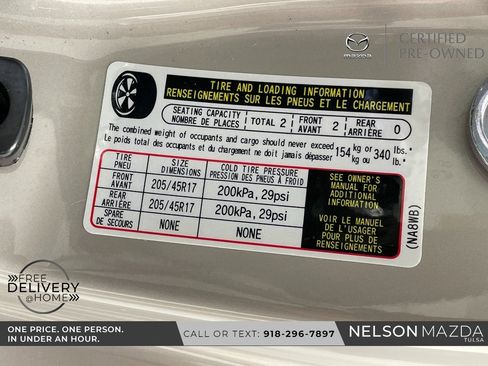 mazda
CERTIFIED
PRE-OWNED
TIRE AND LOADING INFORMATION
RENSEIGNEMENTS SUR LES PNEUS ET LE CHARGEMENT
SEATING CAPACITY
NOMBRE DE PLACES
TOTAL 2
FRONT
AVANT 2
REAR
ARRIÈRE 0
The combined weight of occupants and cargo should never exceed 154 kg or 340 lbs.
Le poids total des occupants et du chargement ne doit jamais dépasser 154 kg ou 340 lb.
TIRE
PNEU
SIZE
DIMENSIONS
COLD TIRE PRESSURE
PRESSION DES PNEUS À FROID
FRONT
AVANT
205/45R17
200kPa, 29psi
REAR
ARRIÈRE
205/45R17
200kPa, 29psi
SPARE
DE SECOURS
NONE
NONE
SEE OWNER'S
MANUAL FOR
ADDITIONAL
INFORMATION
VOIR LE MANUEL
DE L'USAGER
POUR PLUS DE
RENSEIGNEMENTS
(NA8WB)
FREE
DELIVERY
@HOME
ONE PRICE. ONE PERSON.
IN UNDER AN HOUR.
CALL OR TEXT: 918-296-7897
NELSON MAZDA
TULSA